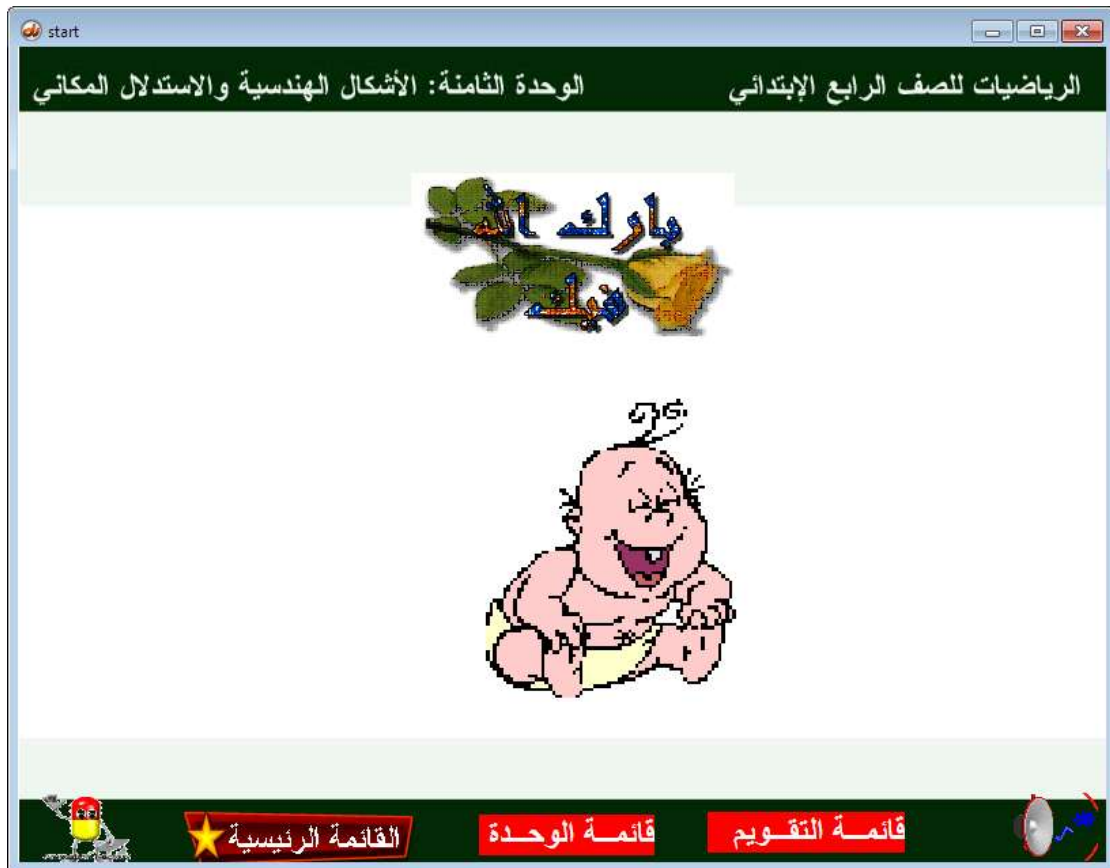 start
الرياضيات للصف الرابع الإبتدائي
الوحدة الثامنة: الأشكال الهندسية والاستدلال المكاني
بارك الله
فيك
قائمــة التقــويم
قائمــة الوحــدة
القائمة الرئيسية